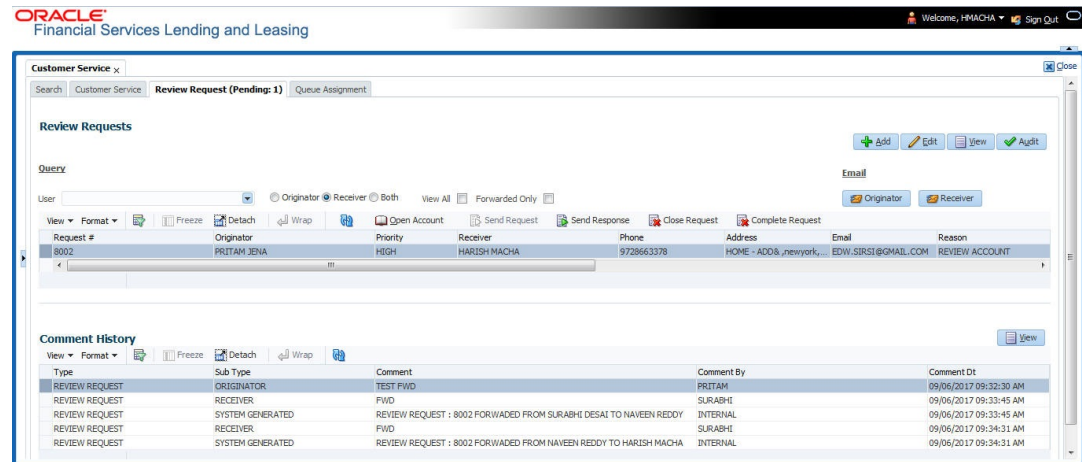 ORACLE
Financial Services Lending and Leasing
Welcome, HMACHA Sign Out
Customer Service x
Close
Search Customer Service Review Request (Pending: 1) Queue Assignment
Review Requests
Add Edit View Audit
Query
Email
User Originator Receiver Both View All Forwarded Only
Originator Receiver
View Format Freeze Detach Wrap Open Account Send Request Send Response Close Request Complete Request
Request # Originator Priority Receiver Phone Address Email Reason
8002 PRITAM JENA HIGH HARISH MACHA 9728663378 HOME - ADD& ,newyork,... EDW.SIRSI@GMAIL.COM REVIEW ACCOUNT
Comment History
View
View Format Freeze Detach Wrap
Type Sub Type Comment Comment By Comment Dt
REVIEW REQUEST ORIGINATOR TEST FWD PRITAM 09/06/2017 09:32:30 AM
REVIEW REQUEST RECEIVER FWD SURABHI 09/06/2017 09:33:45 AM
REVIEW REQUEST SYSTEM GENERATED REVIEW REQUEST : 8002 FORWADED FROM SURABHI DESAI TO NAVEEN REDDY INTERNAL 09/06/2017 09:33:45 AM
REVIEW REQUEST RECEIVER FWD SURABHI 09/06/2017 09:34:31 AM
REVIEW REQUEST SYSTEM GENERATED REVIEW REQUEST : 8002 FORWADED FROM NAVEEN REDDY TO HARISH MACHA INTERNAL 09/06/2017 09:34:31 AM